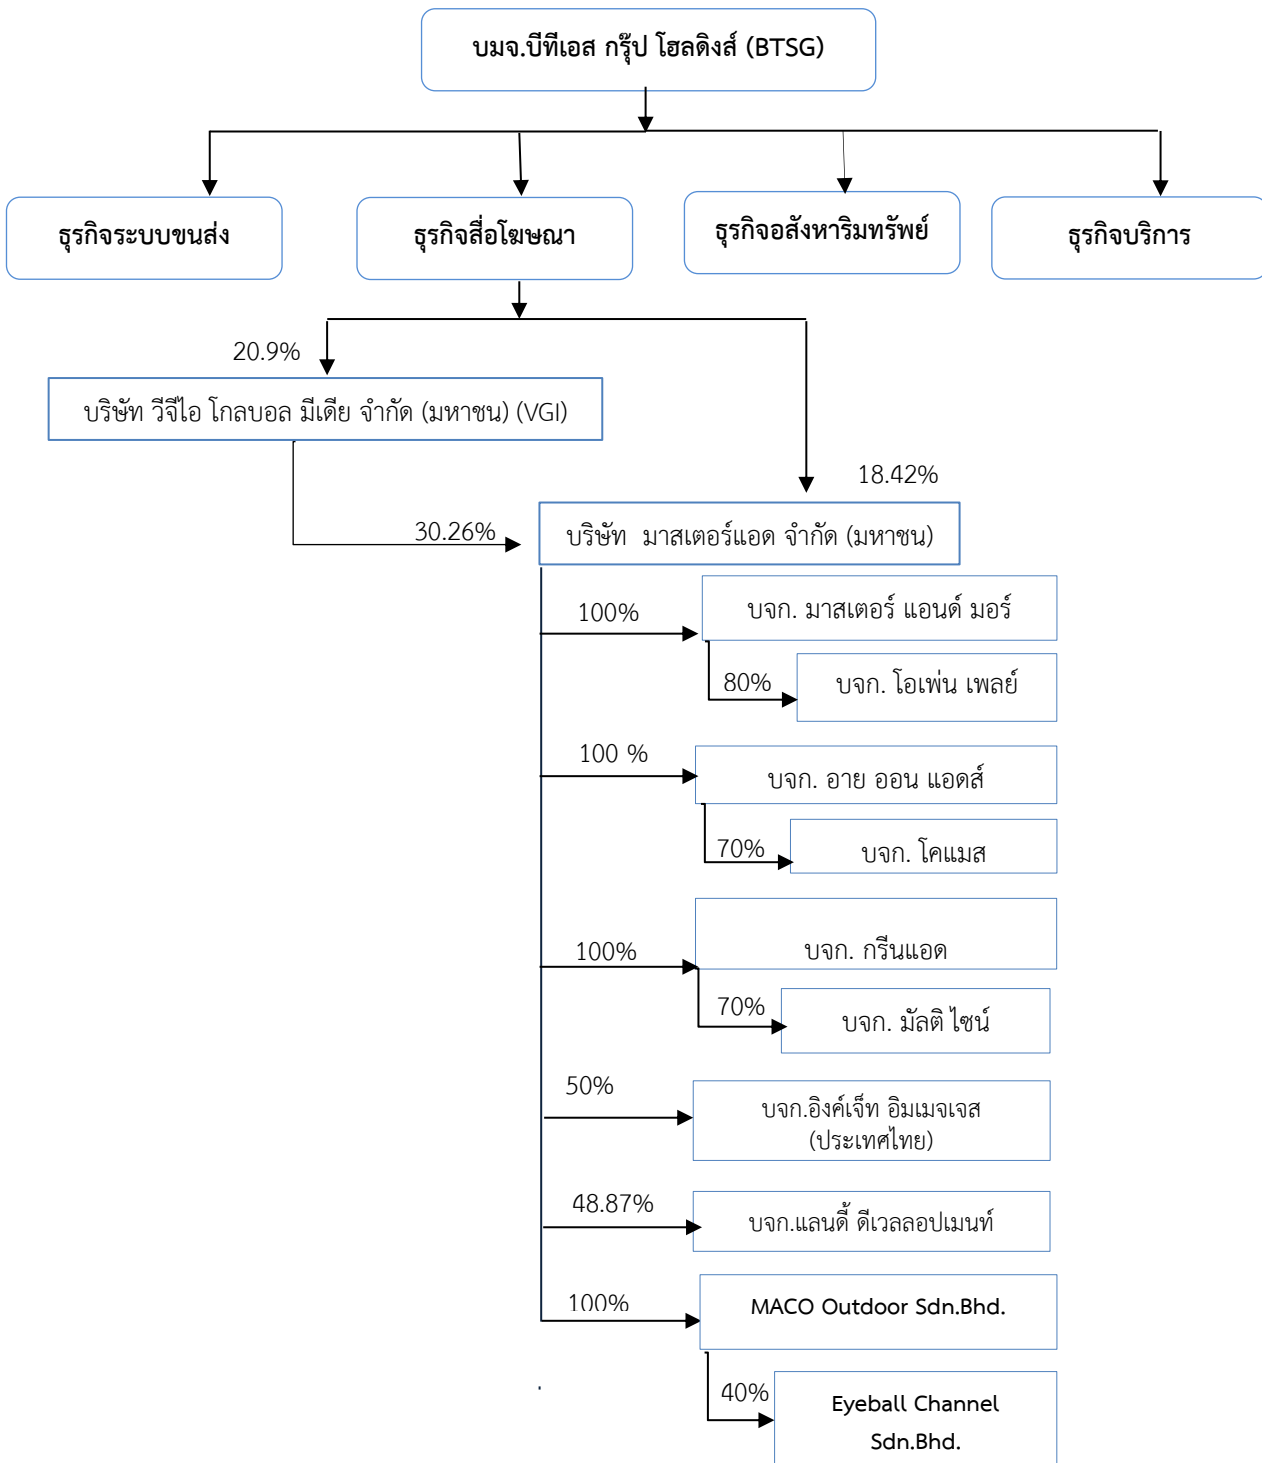 บมจ.บีทีเอส กรุ๊ป โฮลดิงส์ (BTSG)
ธุรกิจระบบขนส่ง
ธุรกิจสื่อโฆษณา
ธุรกิจอสังหาริมทรัพย์
ธุรกิจบริการ
20.9%
บริษัท วีจีไอ โกลบอล มีเดีย จำกัด (มหาชน) (VGI)
18.42%
30.26%
บริษัท มาสเตอร์แอด จำกัด (มหาชน)
100%
บจก. มาสเตอร์ แอนด์ มอร์
80%
บจก. โอเพ่น เพลย์
100 %
บจก. อาย ออน แอดส์
70%
บจก. โคแมส
100%
บจก. กรีนแอด
70%
บจก. มัลติ ไซน์
50%
บจก.อิงค์เจ็ท อิมเมจเจส
(ประเทศไทย)
48.87%
บจก.แลนดี้ ดีเวลลอปเมนท์
100%
MACO Outdoor Sdn.Bhd.
40%
Eyeball Channel
Sdn.Bhd.